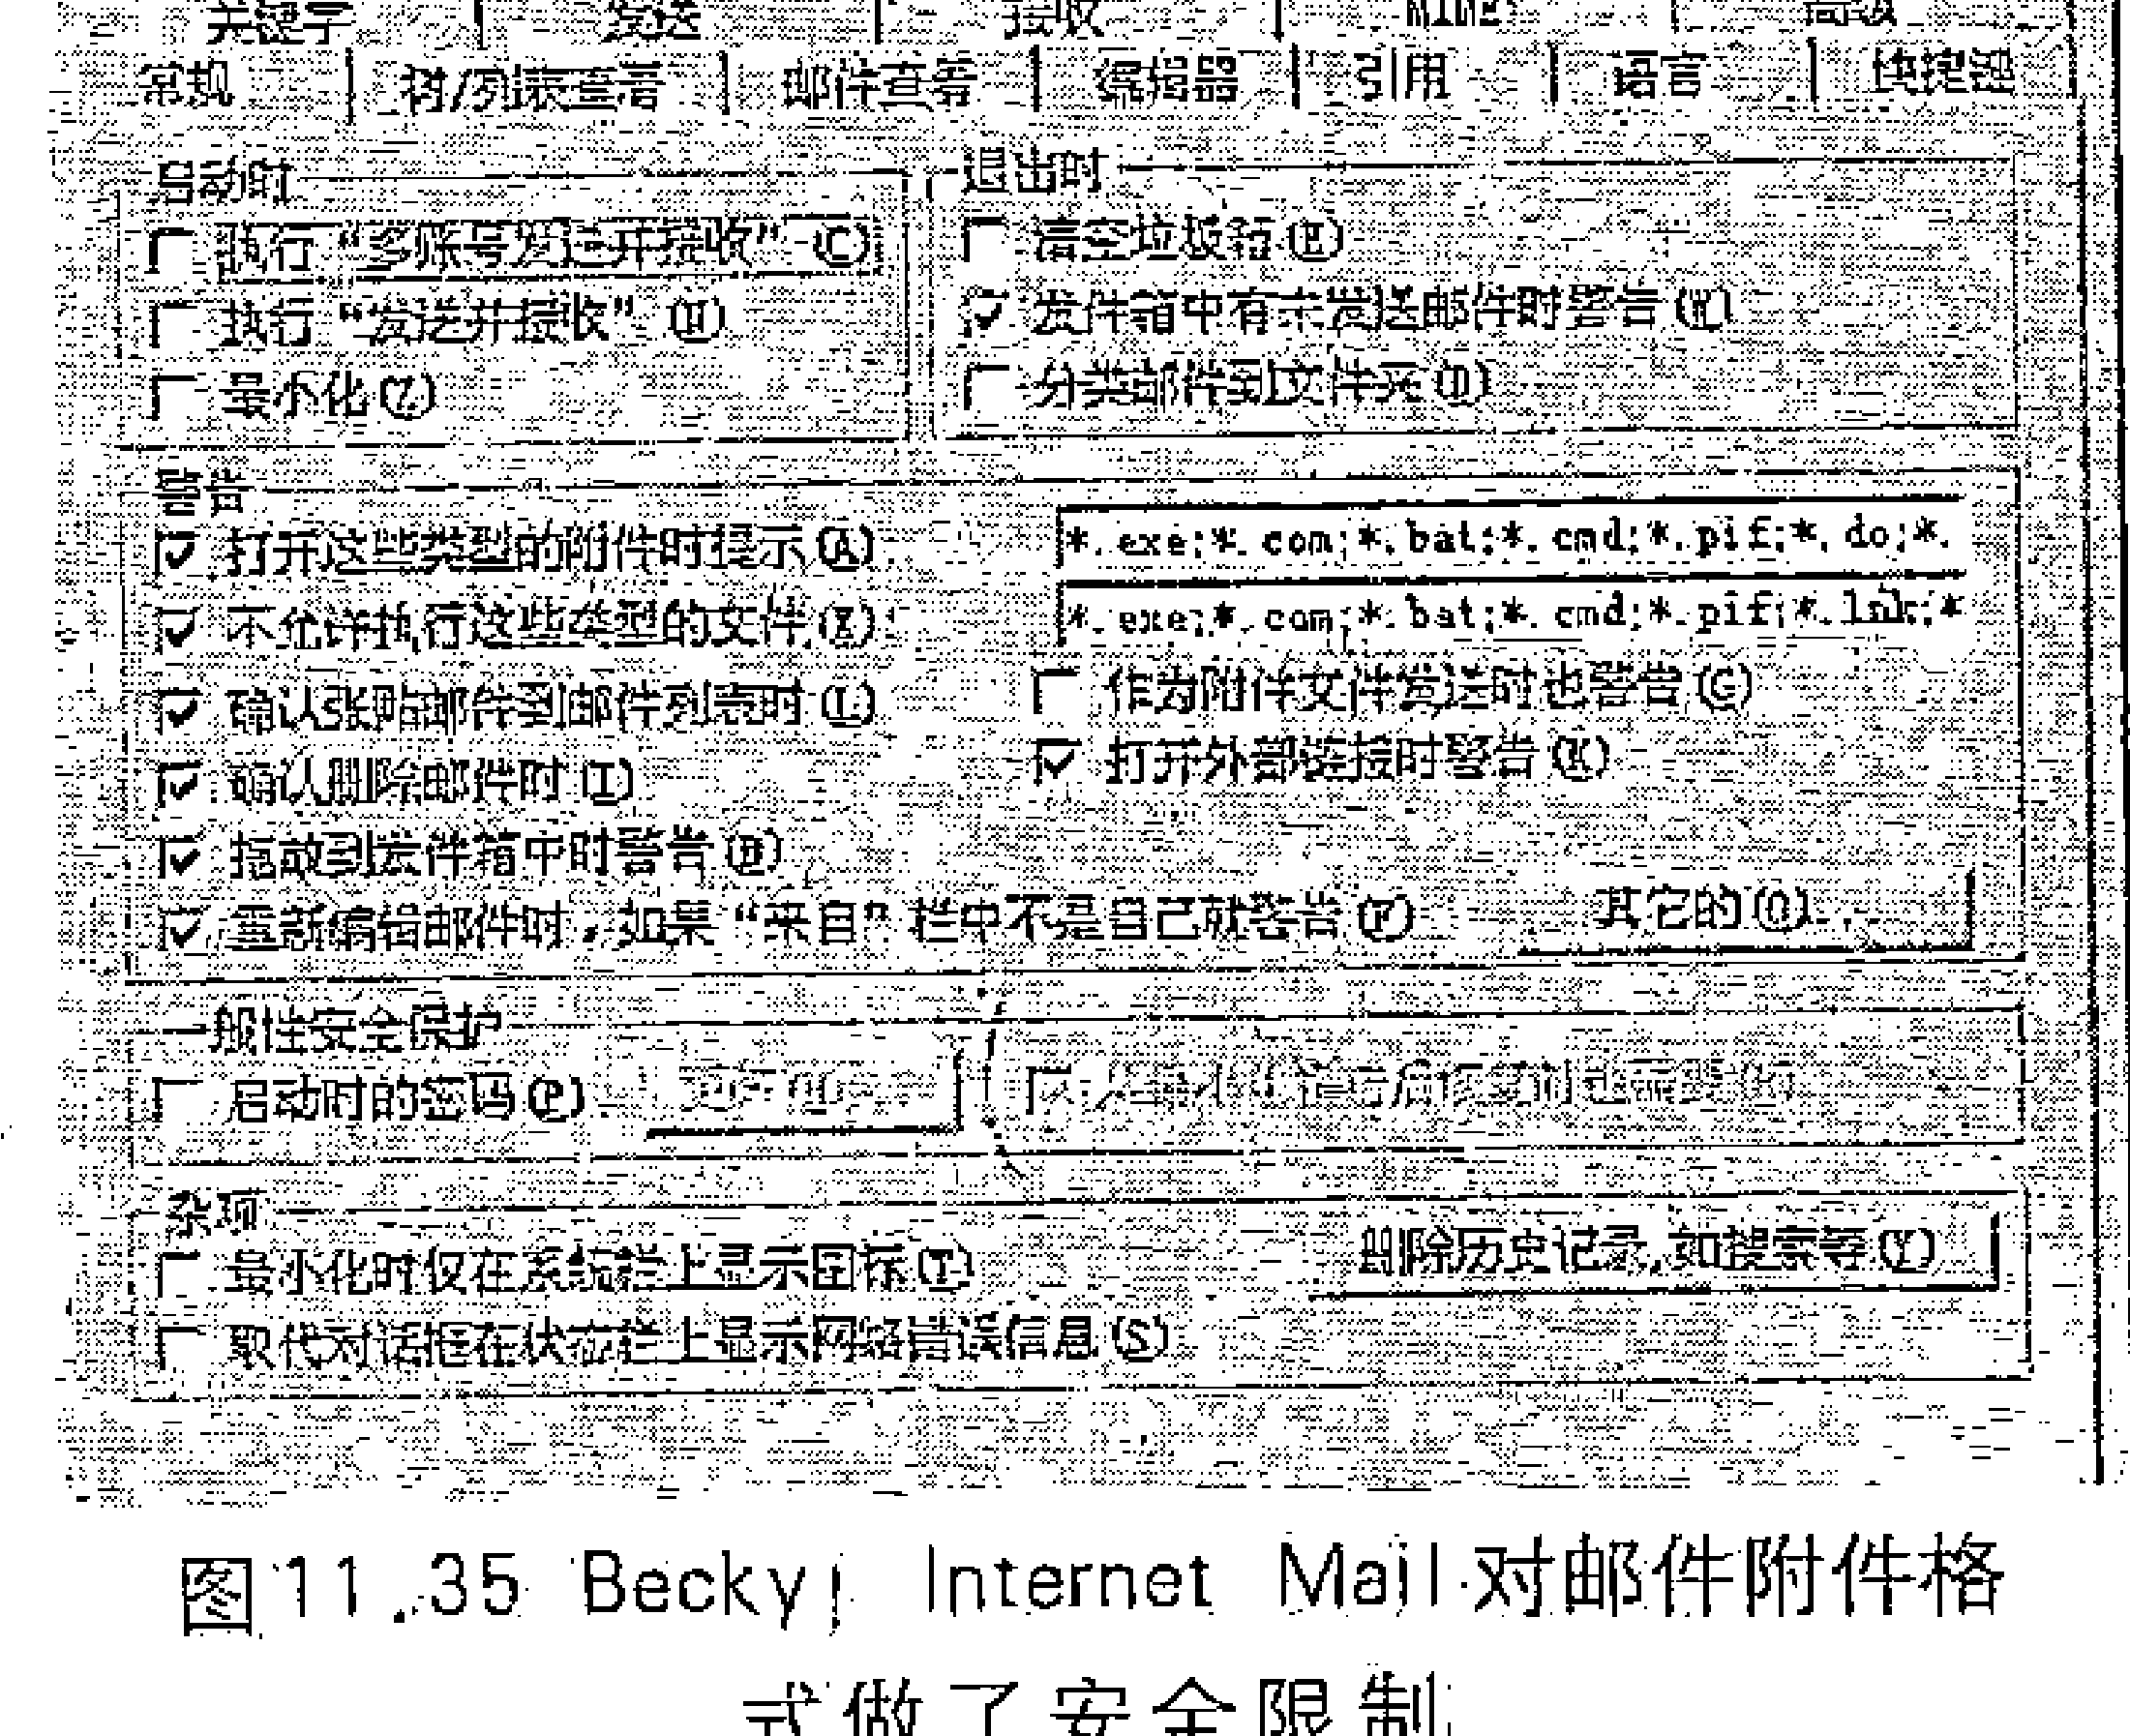 关键字 发送 接收 MIME 高级
常规 树/列表查看 邮件查看 编辑器 引用 语言 快捷键
启动时 退出时
执行“多账号发送并接收”(C) 清空垃圾箱
执行“发送并接收”(U) 发件箱中有未发送邮件时警告(W)
最小化(Z) 分类邮件到文件夹
警告
打开这些类型的附件时提示(A) *.exe;*.com;*.bat;*.cmd;*.pif;*.do;*.
不允许执行这些类型的文件 *.exe;*.com;*.bat;*.cmd;*.pif;*.lnk;*
确认张贴邮件到邮件列表时(L) 作为附件文件发送时也警告(G)
确认删除邮件时(I) 打开外部链接时警告(K)
拖放到发件箱中时警告
重新编辑邮件时，如果“来自”栏中不是自己就警告(F) 其它的(O)...
一般性安全保护
启动时的密码(P)
杂项
最小化时仅在系统栏上显示图标(T) 删除历史记录,如搜索等(Y)
取代对话框在状态栏上显示网络错误信息(S)
图11.35 Becky! Internet Mail对邮件附件格
式做了安全限制